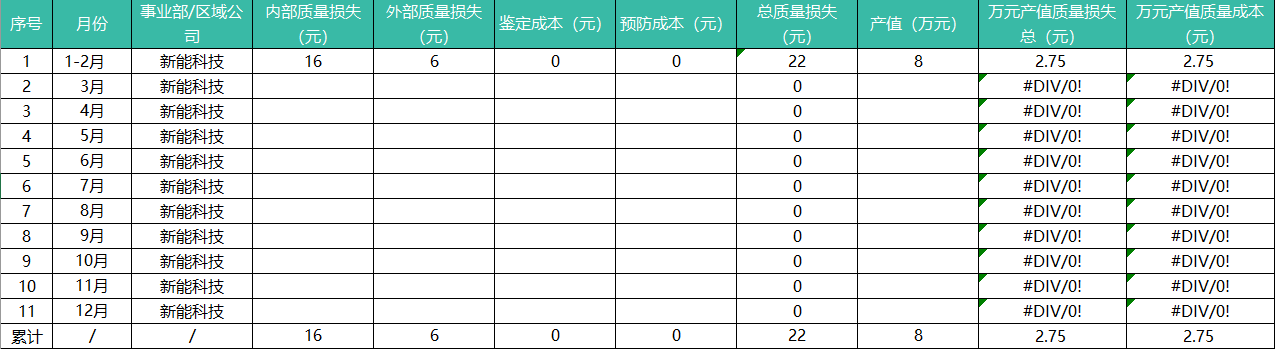 序号 月份 事业部/区域公司 内部质量损失（元） 外部质量损失（元） 鉴定成本（元） 预防成本（元） 总质量损失（元） 产值（万元） 万元产值质量损失总（元） 万元产值质量成本（元）
1 1-2月 新能科技 16 6 0 0 22 8 2.75 2.75
2 3月 新能科技 0 #DIV/0! #DIV/0!
3 4月 新能科技 0 #DIV/0! #DIV/0!
4 5月 新能科技 0 #DIV/0! #DIV/0!
5 6月 新能科技 0 #DIV/0! #DIV/0!
6 7月 新能科技 0 #DIV/0! #DIV/0!
7 8月 新能科技 0 #DIV/0! #DIV/0!
8 9月 新能科技 0 #DIV/0! #DIV/0!
9 10月 新能科技 0 #DIV/0! #DIV/0!
10 11月 新能科技 0 #DIV/0! #DIV/0!
11 12月 新能科技 0 #DIV/0! #DIV/0!
累计 / / 16 6 0 0 22 8 2.75 2.75